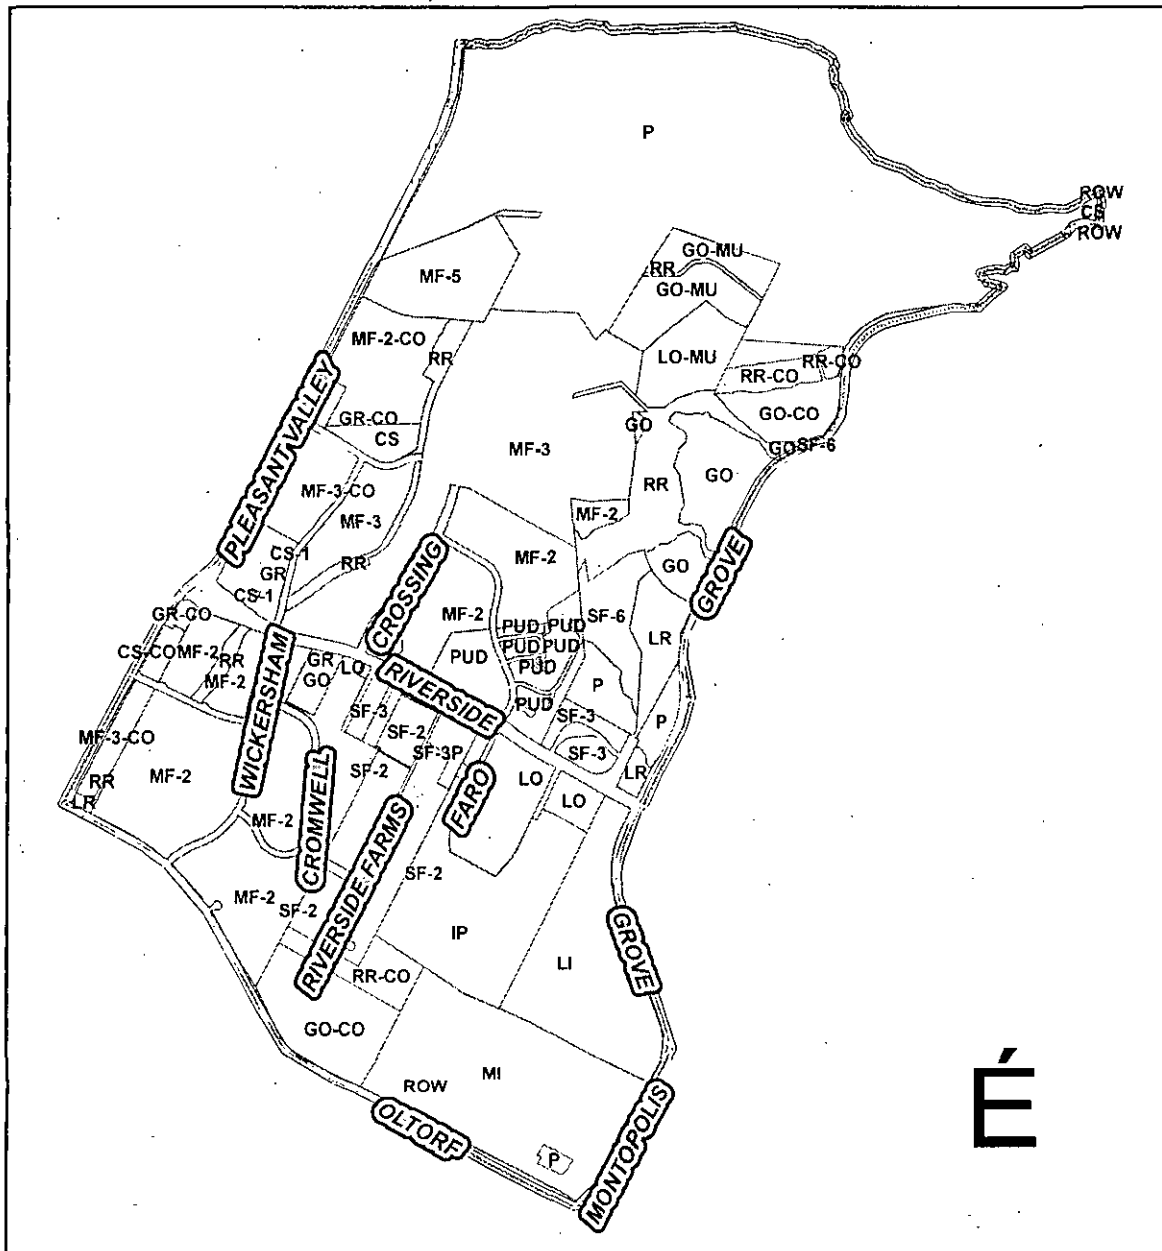 P
ROW
CS
ROW
GO-MU
RR
GO-MU
MF-5
MF-2-CO
RR
LO-MU
RR-CO
RR-CO
GO-CO
GR-CO
CS
GO
GO
SF-6
PLEASANT VALLEY
MF-3
RR
GO
MF-3-CO
MF-3
MF-2
CS-1
GR
RR
CROSSING
MF-2
GO
GROVE
CS-1
GR-CO
MF-2
SF-6
LR
PUD
PUD
PUD
PUD
PUD
PUD
PUD
CS-CO
MF-2
RR
MF-2
WICKERSHAM
GR
GO
LO
RIVERSIDE
P
P
SF-3
SF-2
SF-3
SF-3
MF-3-CO
RR
LR
MF-2
SF-2
SF-3
P
LO
LO
LR
FARO
MF-2
CROMWELL
RIVERSIDE FARMS
SF-2
MF-2
SF-2
IP
LI
GROVE
RR-CO
GO-CO
ROW
MI
OLTORF
P
MONTOPOLIS
É